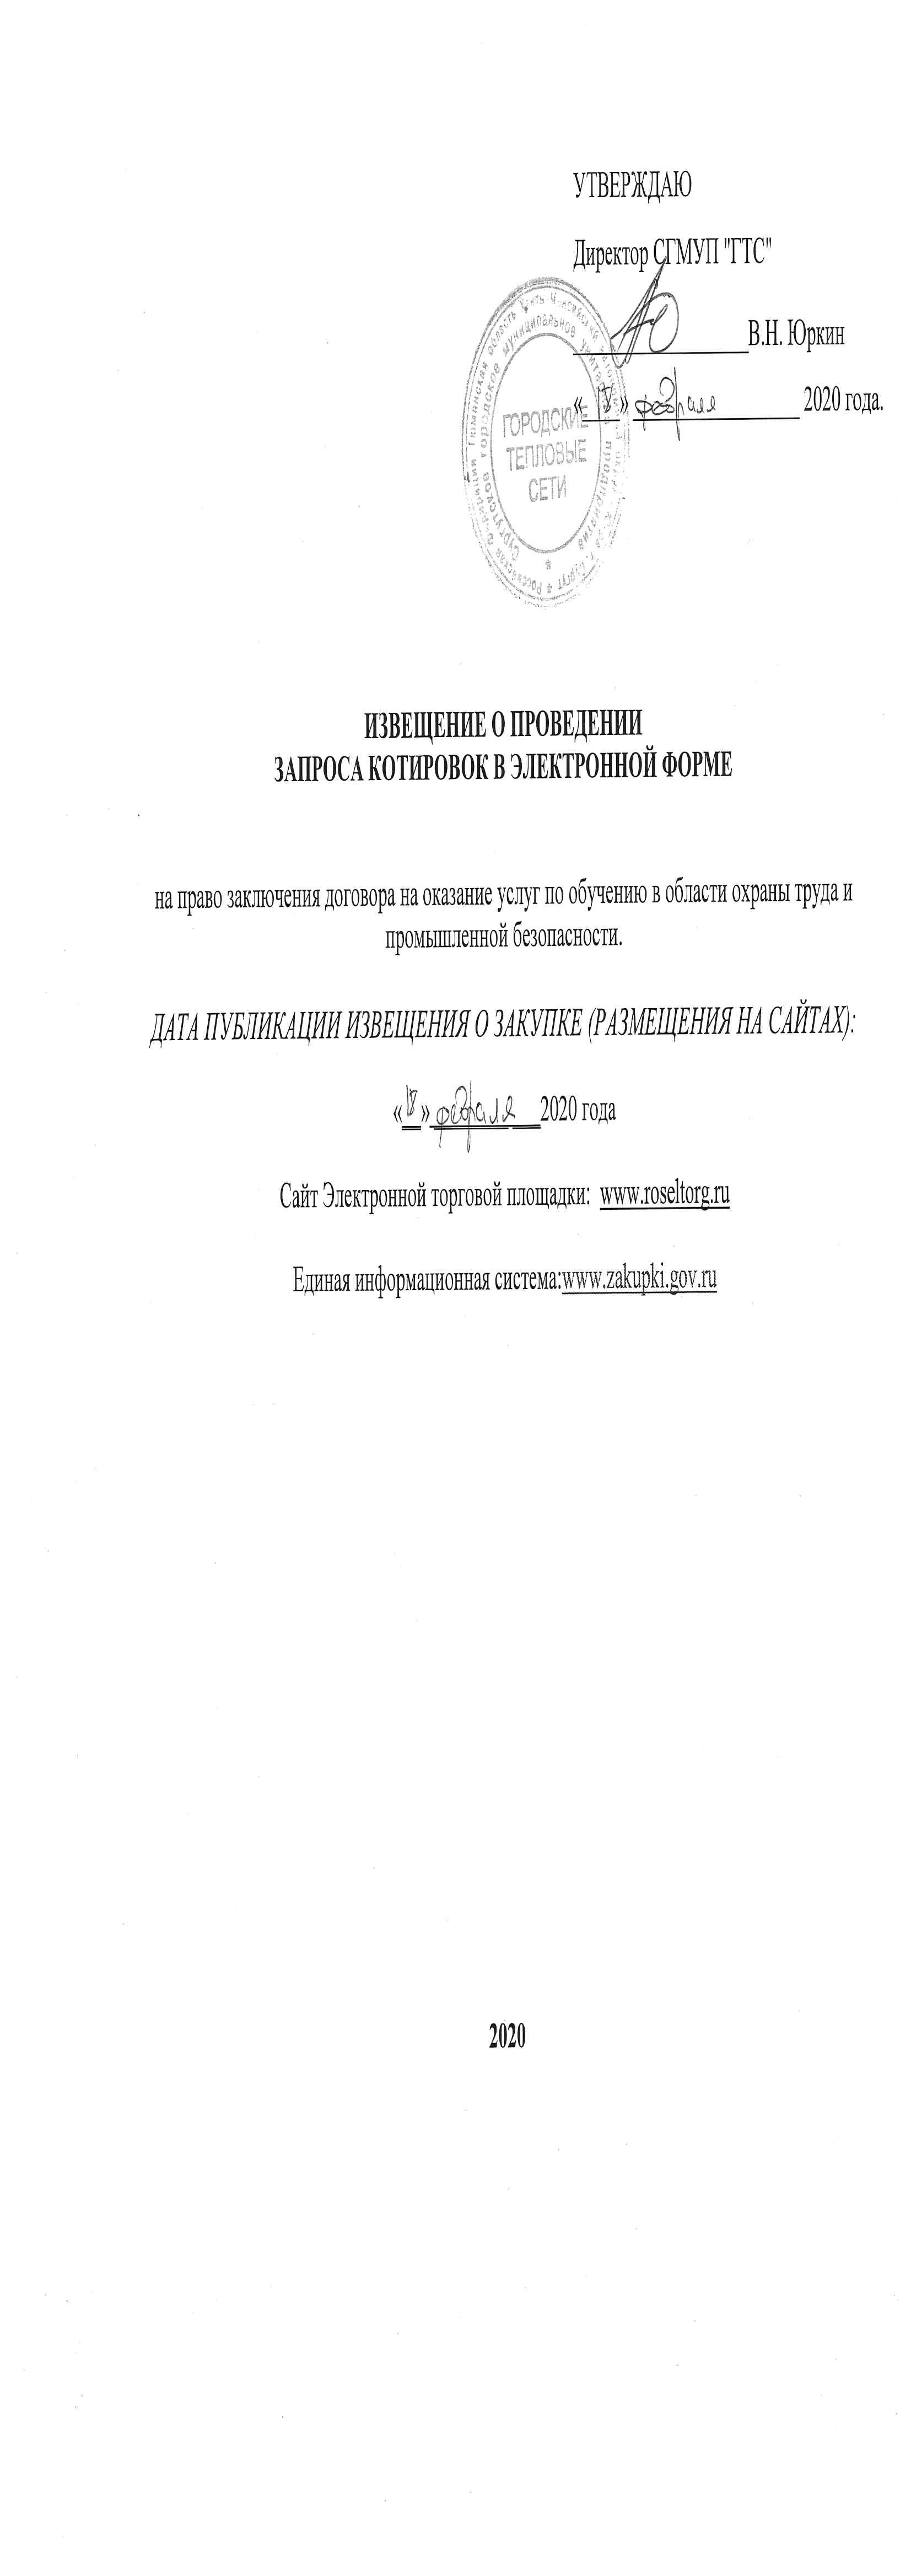 УТВЕРЖДАЮ
Директор СГМУП "ГТС"
В.Н. Юркин
« » февраля 2020 года.
ГОРОДСКИЕ
ТЕПЛОВЫЕ
СЕТИ
ИЗВЕЩЕНИЕ О ПРОВЕДЕНИИ
ЗАПРОСА КОТИРОВОК В ЭЛЕКТРОННОЙ ФОРМЕ
на право заключения договора на оказание услуг по обучению в области охраны труда и
промышленной безопасности.
ДАТА ПУБЛИКАЦИИ ИЗВЕЩЕНИЯ О ЗАКУПКЕ (РАЗМЕЩЕНИЯ НА САЙТАХ):
« » февраля 2020 года
Сайт Электронной торговой площадки: www.roseltorg.ru
Единая информационная система:www.zakupki.gov.ru
2020